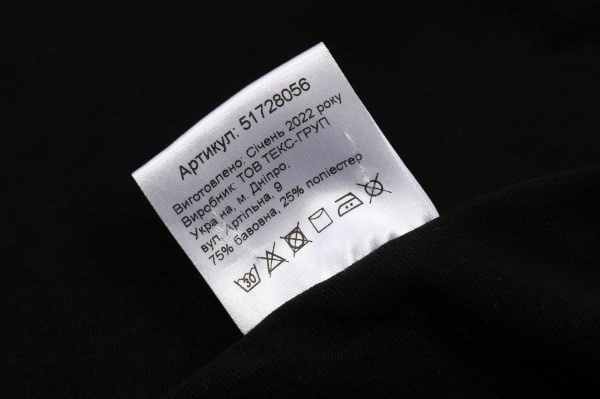 Артикул: 51728056
Виготовлено: Січень 2022 року
Виробник: ТОВ ТЕКС-ГРУП
Україна, м. Дніпро,
вул. Артільна, 9
75% бавовна, 25% поліестер
30